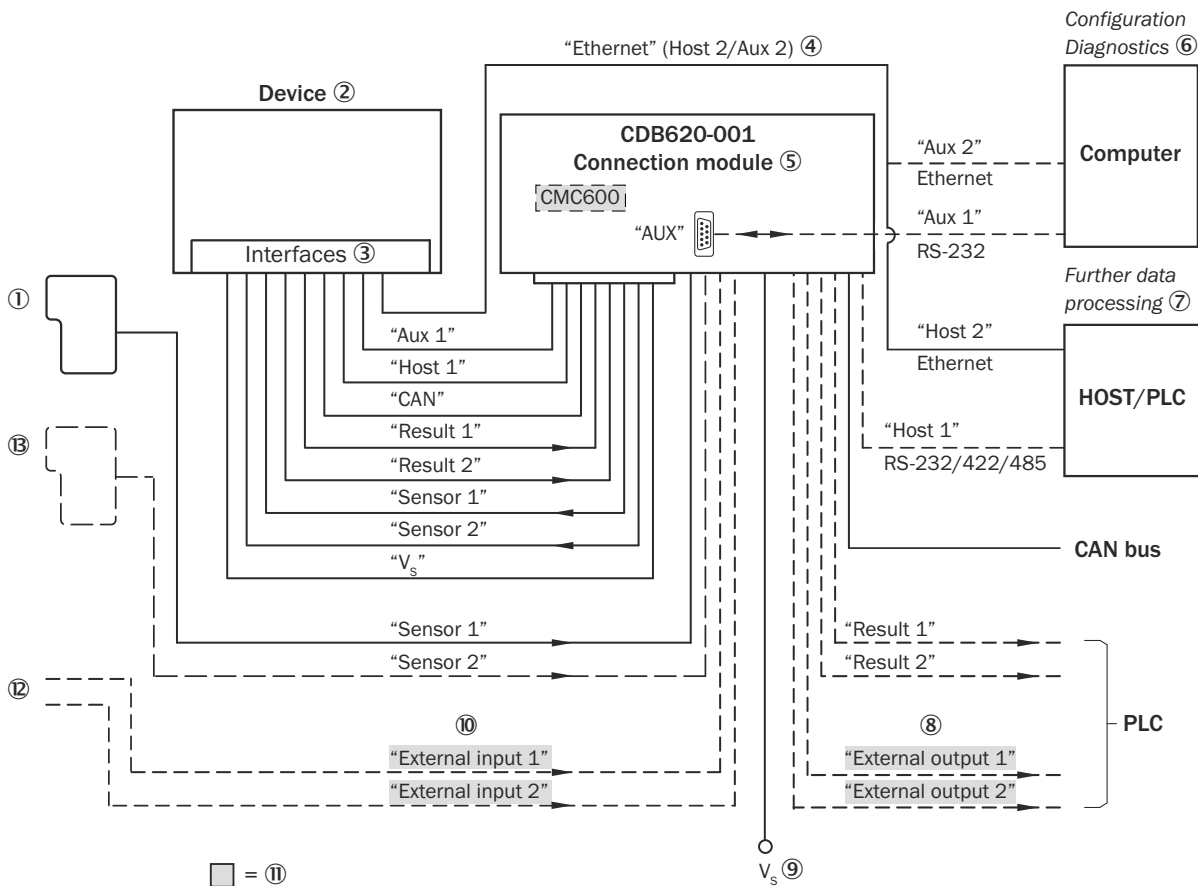 Configuration
Diagnostics ⑥
“Ethernet” (Host 2/Aux 2) ④
Device ②
CDB620-001
Connection module ⑤
CMC600
“AUX”
“Aux 2”
Ethernet
Computer
“Aux 1”
RS-232
Interfaces ③
①
Further data
processing ⑦
“Aux 1”
“Host 1”
“CAN”
“Result 1”
“Result 2”
“Sensor 1”
“Sensor 2”
“Vs”
“Host 2”
Ethernet
HOST/PLC
“Host 1”
RS-232/422/485
⑬
CAN bus
“Sensor 1”
“Sensor 2”
“Result 1”
“Result 2”
⑫
⑩
“External input 1”
“External input 2”
⑧
“External output 1”
“External output 2”
PLC
Vs ⑨
= ⑪